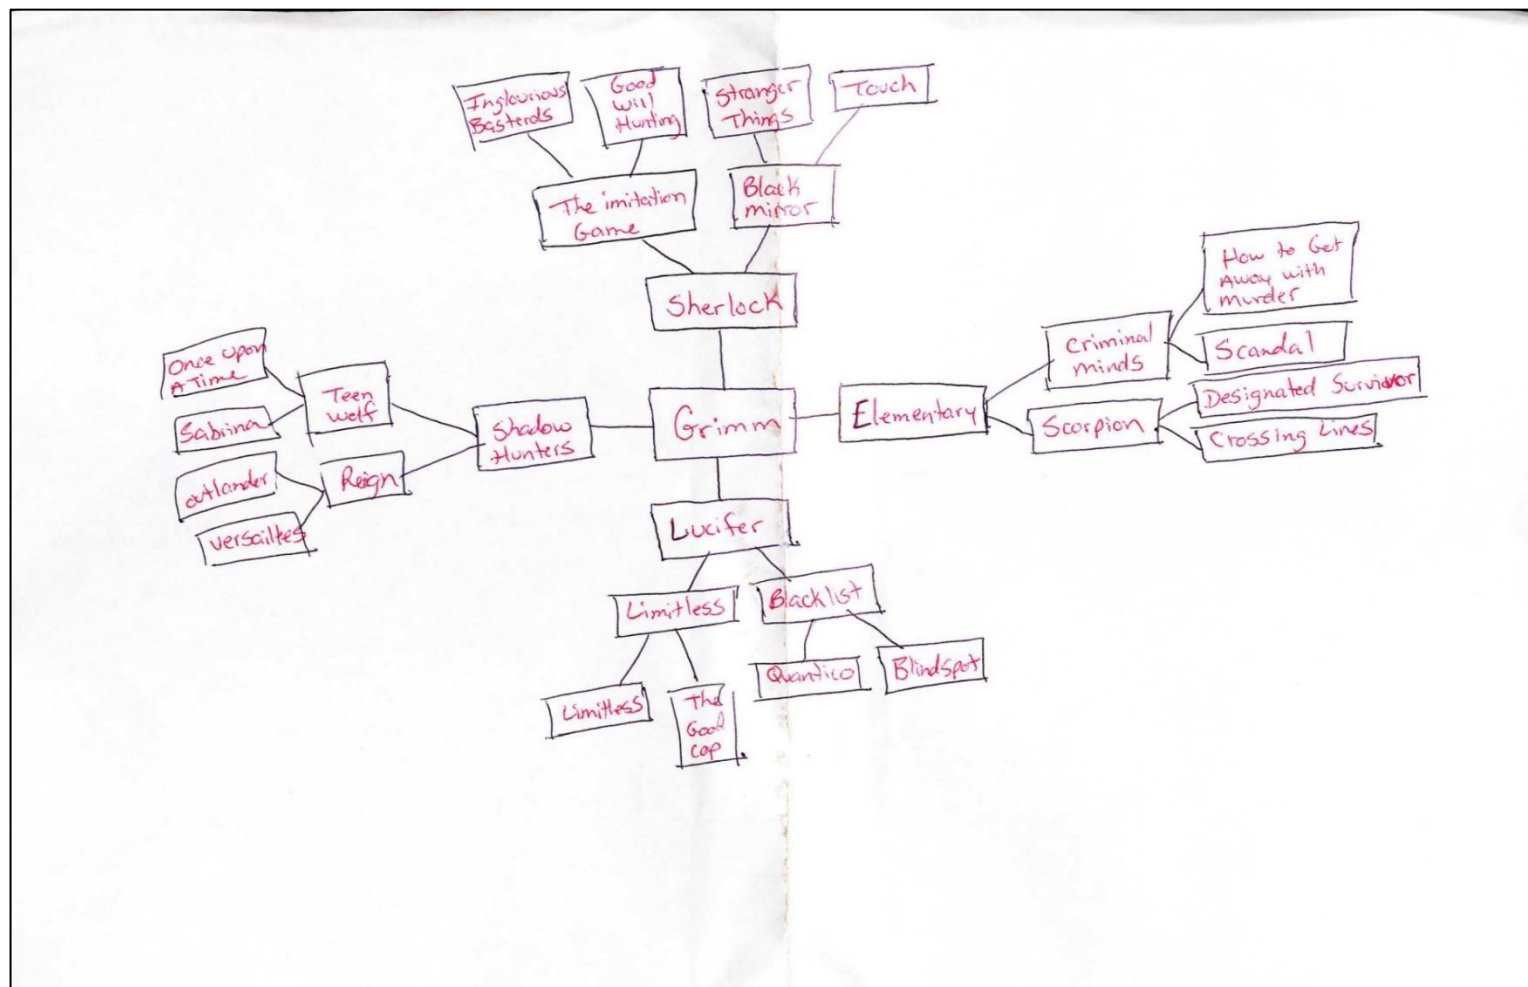 Inglourious
Basterds
Good
Will
Hunting
Stranger
Things
Touch
The imitation
Game
Black
mirror
Sherlock
How to Get
Away with
murder
Criminal
minds
Scandal
Designated Survivor
Scorpion
Crossing Lines
Elementary
Grimm
Shadow
Hunters
Teen
Wolf
Once Upon
A Time
Sabrina
Reign
outlander
versailles
Lucifer
Limitless
Blacklist
Limitless
The
Good
Cop
Quantico
Blindspot